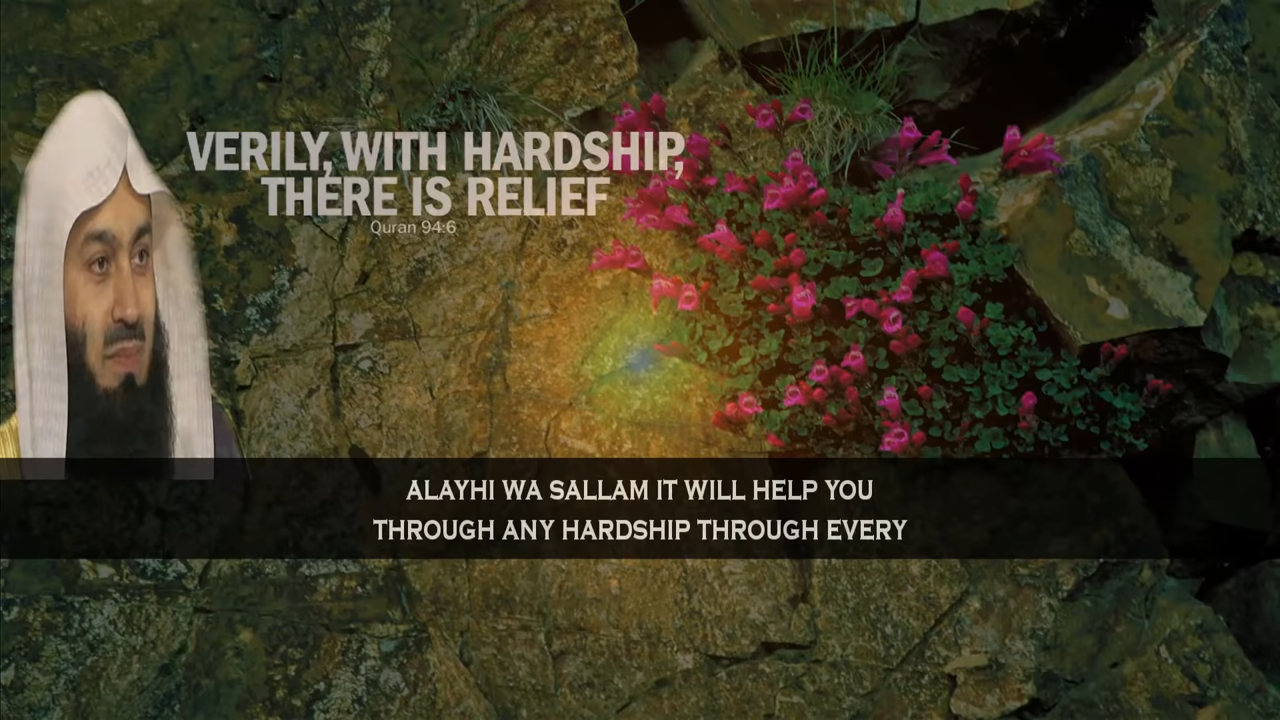 VERILY, WITH HARDSHIP,
THERE IS RELIEF
Quran 94:6
ALAYHI WA SALLAM IT WILL HELP YOU
THROUGH ANY HARDSHIP THROUGH EVERY